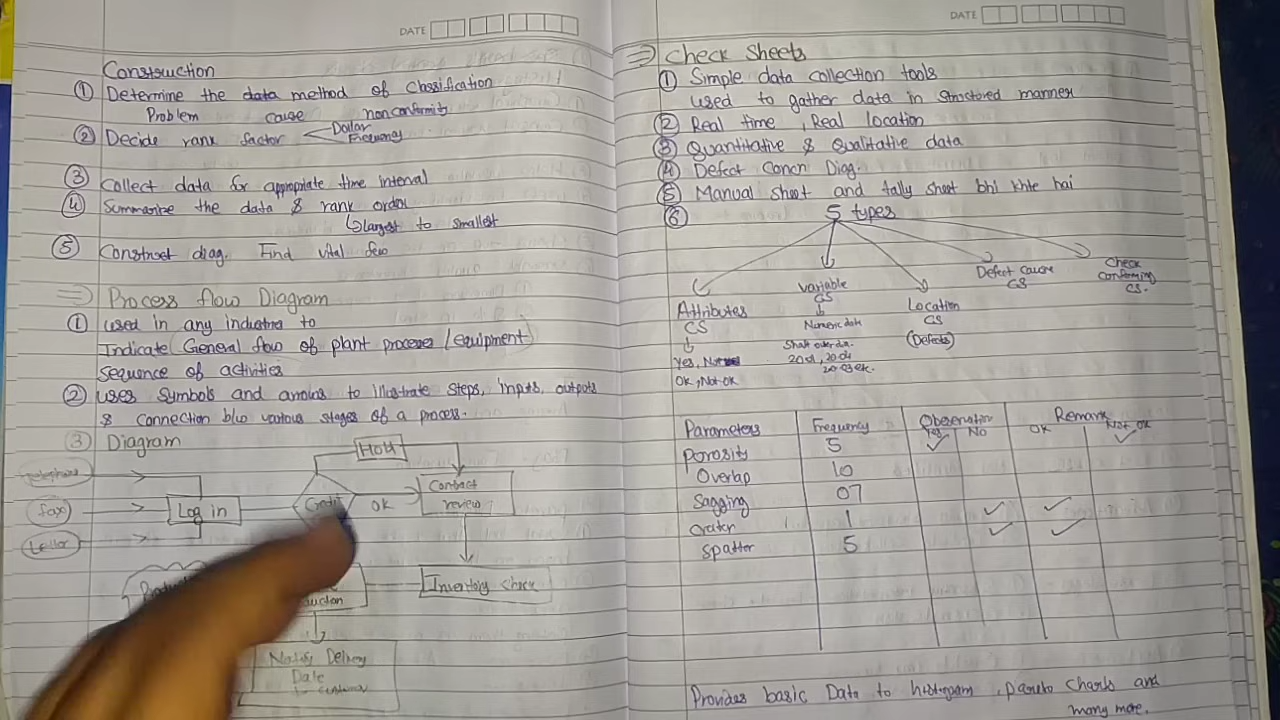 DATE
Construction
① Determine the data method of classification
Problem cause nonconformity
② Decide rank factor Dollar
Frequency
③ Collect data for appropriate time interval
④ Summarize the data & rank order
↳ largest to smallest
⑤ Construct diag. Find vital few
⇒ Process flow Diagram
① used in any industries to
Indicate General flow of plant processes / equipment
Sequence of activities
② Uses Symbols and arrows to illustrate steps, inputs, outputs
& connection b/w various stages of a process.
③ Diagram
Hold
telephone
Contact
review
Credit
OK
fax
Log in
Letter
Inventory Check
Notify Delivery
Date
to customer
DATE
⇒ Check Sheets
① Simple data collection tools
used to gather data in structured manner
② Real time, Real location
③ Quantitative & Qualitative data
④ Defect Concn Diag.
⑤ Manual sheet and tally sheet bhi khte hai
⑥ 5 types
Attributes
CS
Yes, No
OK, Not-OK
Variable
CS
Numeric data
Location
CS
(Defects)
Defect Cause
CS
Check
Confirming
CS.
Parameters Frequency Observation Remark
Yes No OK Not OK
Porosity 5 ✓ ✓
Overlap 10
Sagging 07 ✓ ✓
Crater 1 ✓ ✓
Spatter 5
Provides basic Data to histogram, pareto charts and
many more.